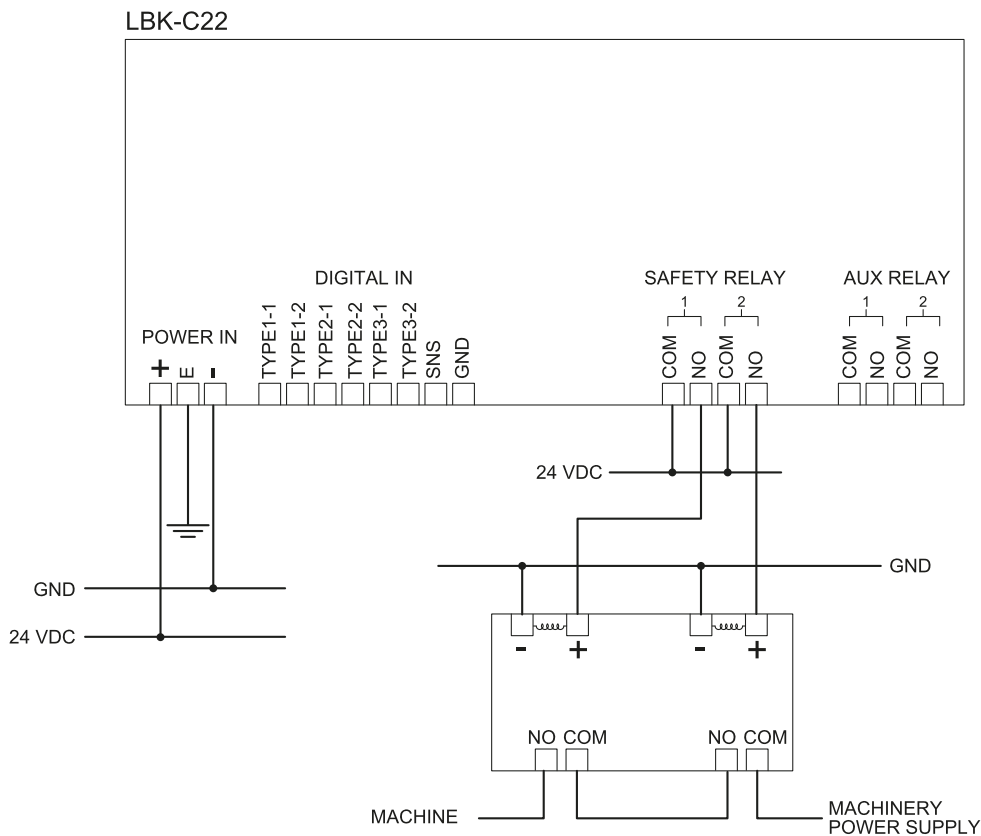 LBK-C22
DIGITAL IN
SAFETY RELAY
AUX RELAY
1 2
1 2
POWER IN
+ E -
TYPE1-1
TYPE1-2
TYPE2-1
TYPE2-2
TYPE3-1
TYPE3-2
SNS
GND
COM
NO
COM
NO
COM
NO
COM
NO
24 VDC
GND
GND
24 VDC
- + - +
NO COM NO COM
MACHINE
MACHINERY
POWER SUPPLY